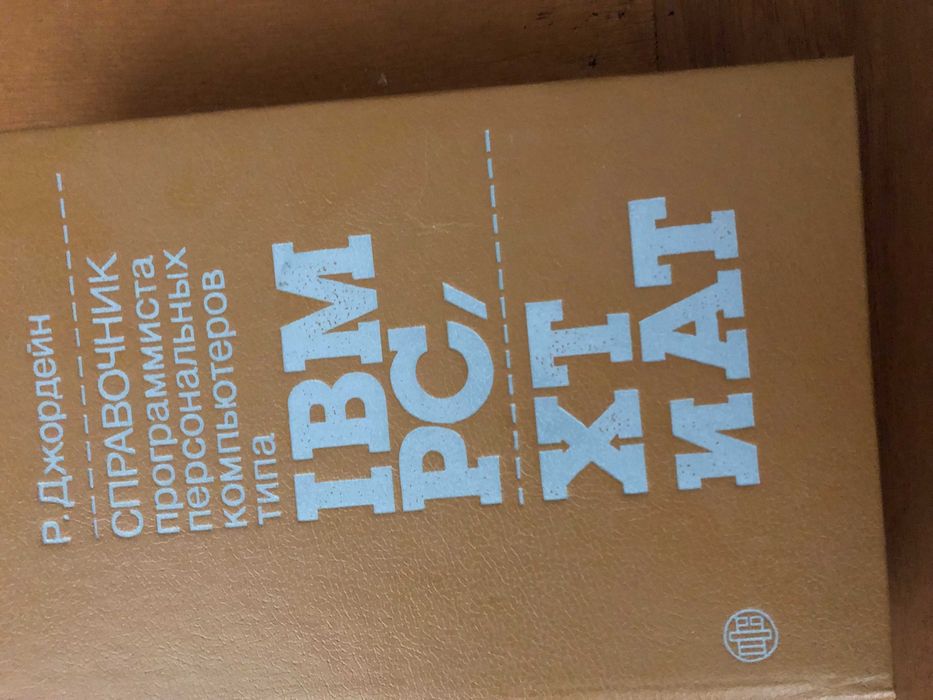 Р. Джордейн
СПРАВОЧНИК
программиста
персональных
компьютеров
типа
IBM
PC,
XT
и AT